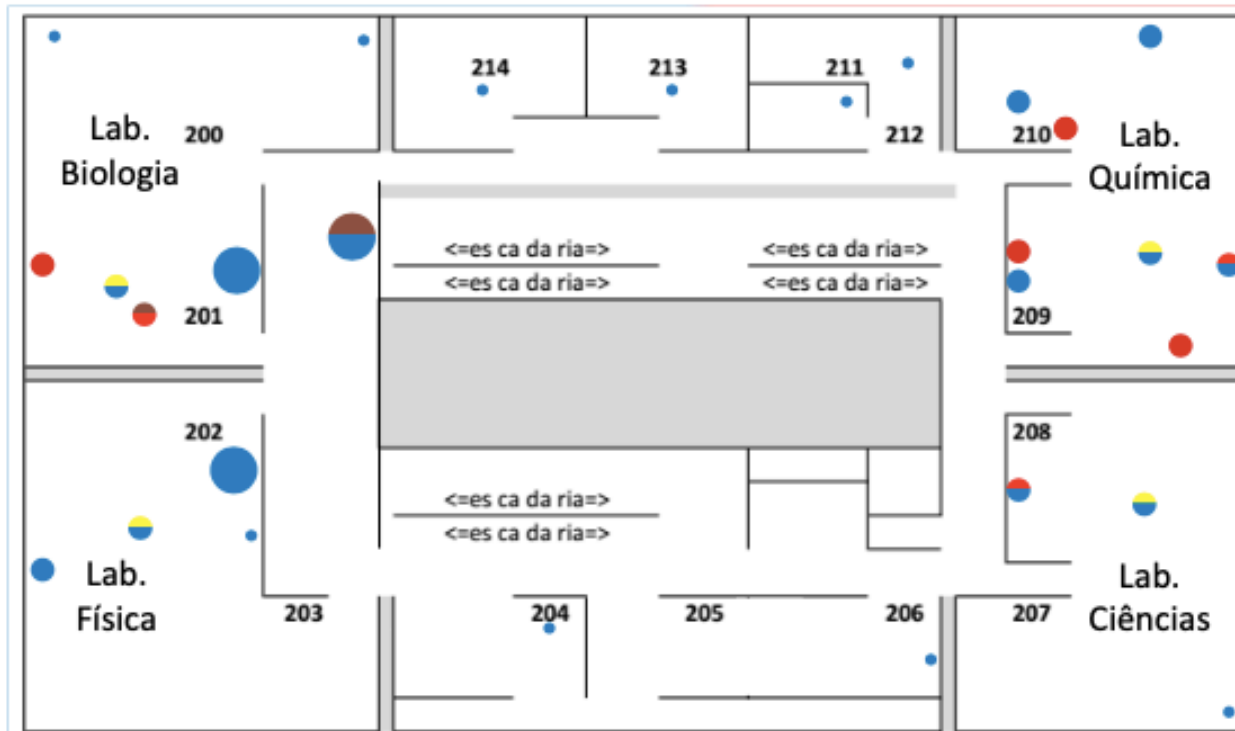 214
213
211
Lab.
Biologia
200
212
210
Lab.
Química
<=es ca da ria=>
<=es ca da ria=>
<=es ca da ria=>
<=es ca da ria=>
201
209
202
208
<=es ca da ria=>
<=es ca da ria=>
Lab.
Física
203
204
205
206
207
Lab.
Ciências